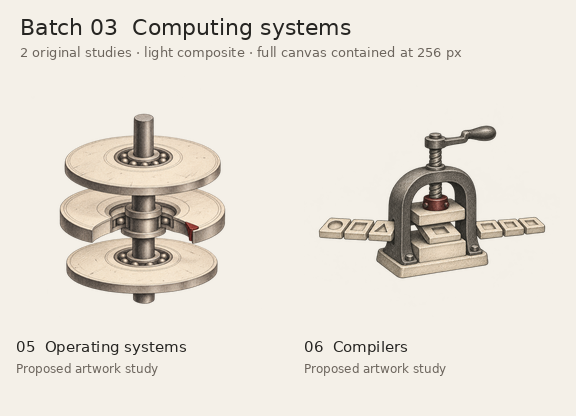 Batch 03  Computing systems
2 original studies · light composite · full canvas contained at 256 px
05  Operating systems
Proposed artwork study
06  Compilers
Proposed artwork study